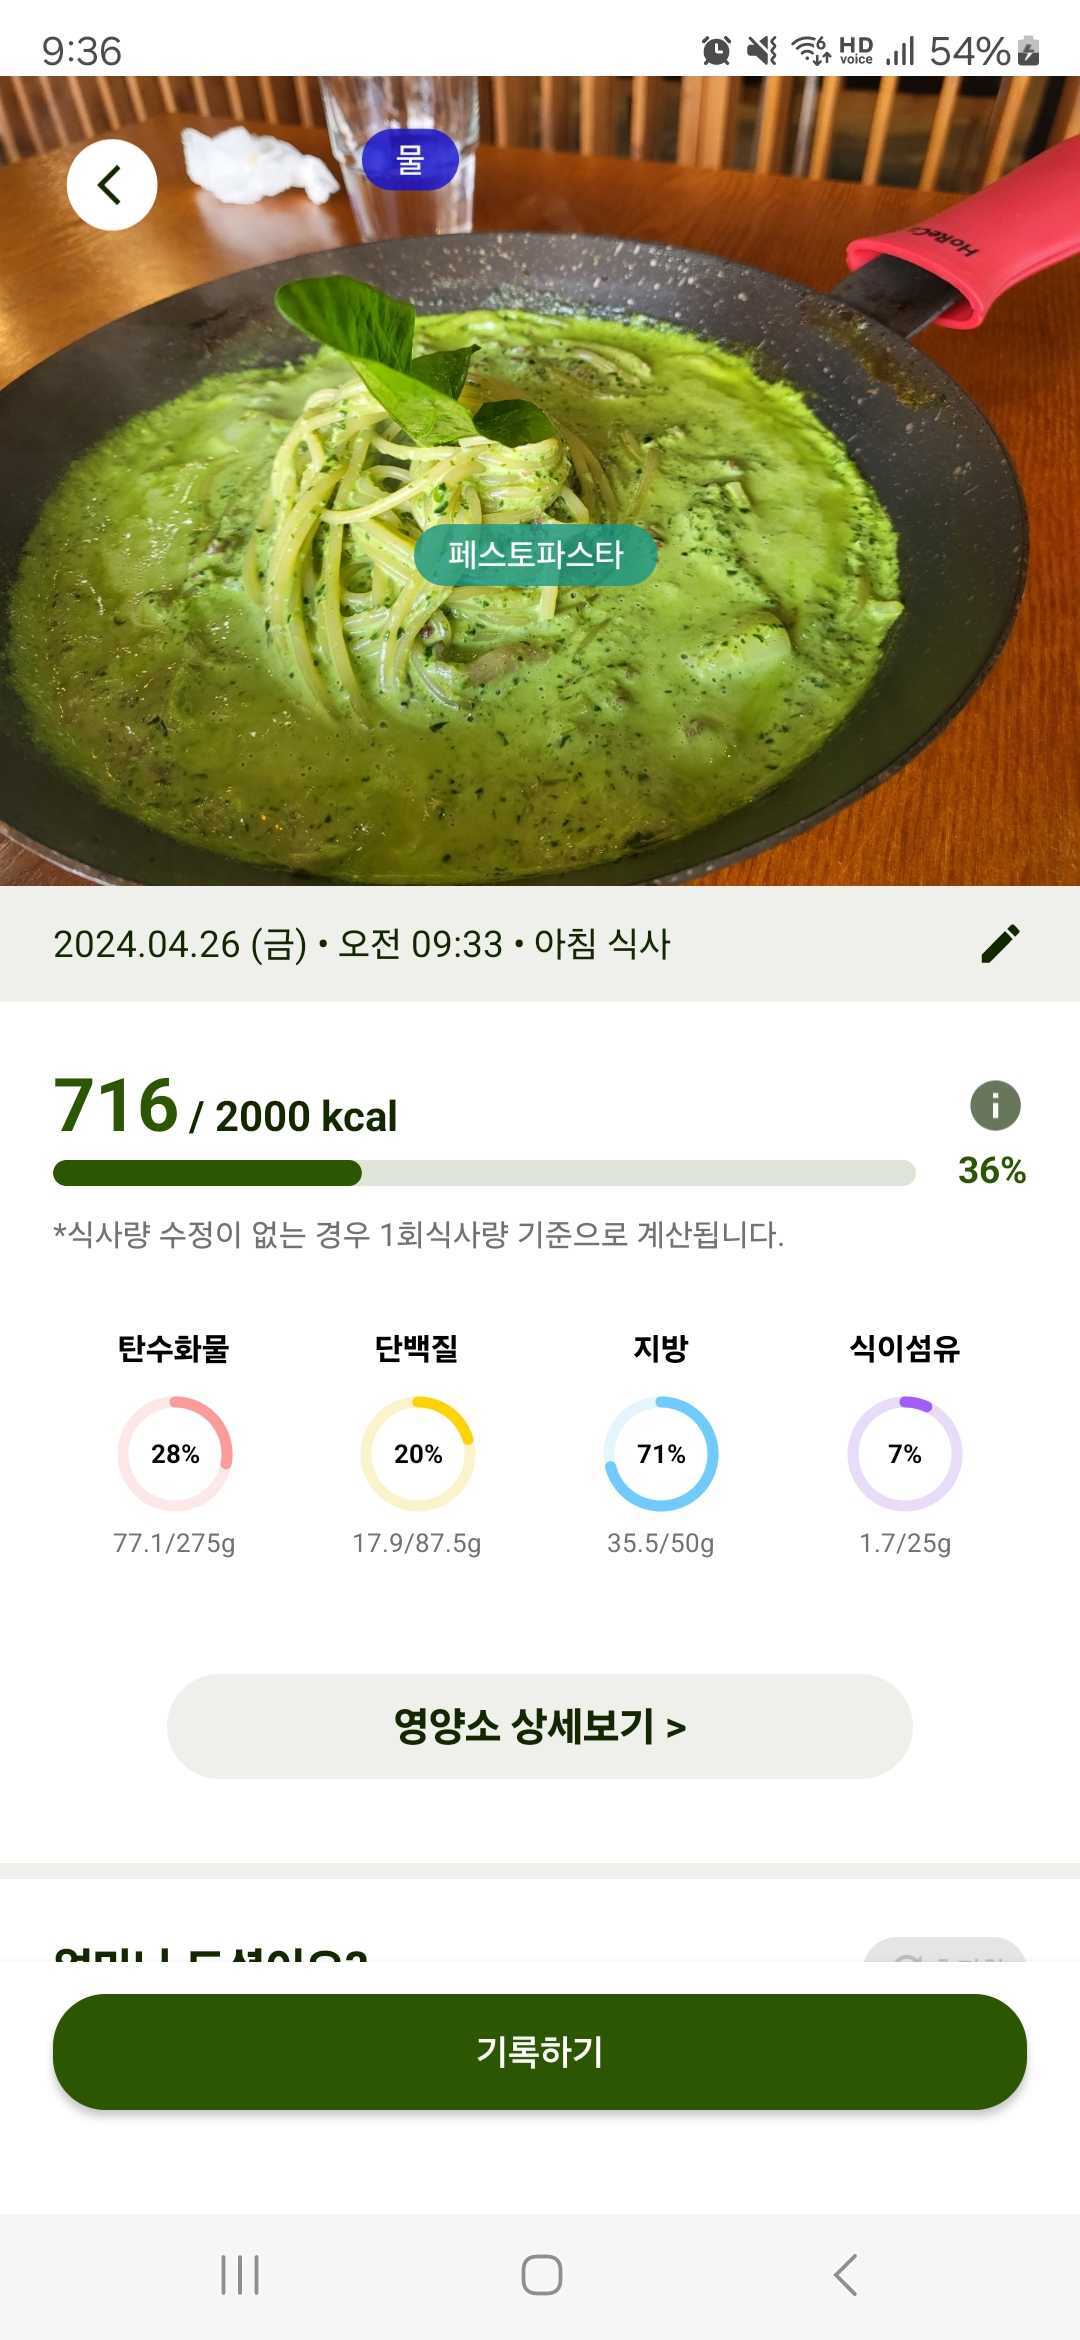 9:36
HD voice
54%
물
HoReCa
페스토파스타
2024.04.26 (금) • 오전 09:33 • 아침 식사
716 / 2000 kcal
36%
*식사량 수정이 없는 경우 1회식사량 기준으로 계산됩니다.
탄수화물 단백질 지방 식이섬유
28% 20% 71% 7%
77.1/275g 17.9/87.5g 35.5/50g 1.7/25g
영양소 상세보기 >
기록하기